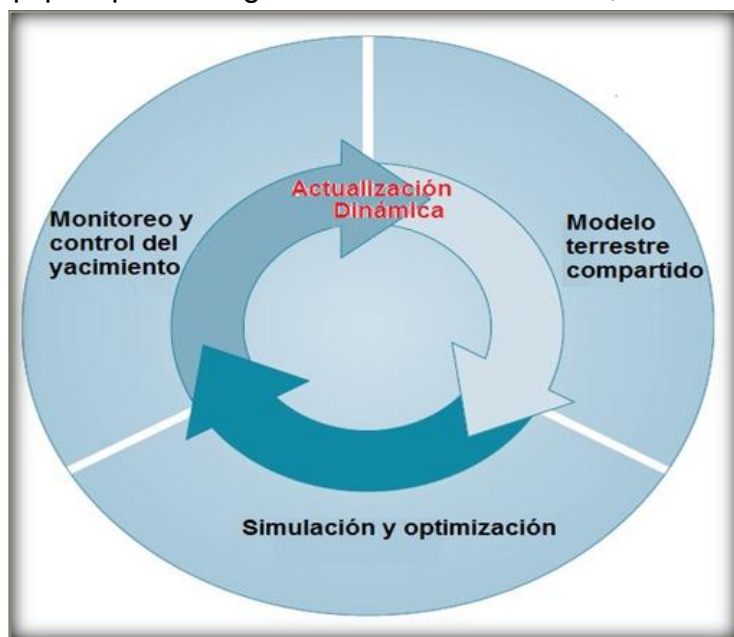 Actualización
Dinámica
Monitoreo y
control del
yacimiento
Modelo
terrestre
compartido
Simulación y optimización